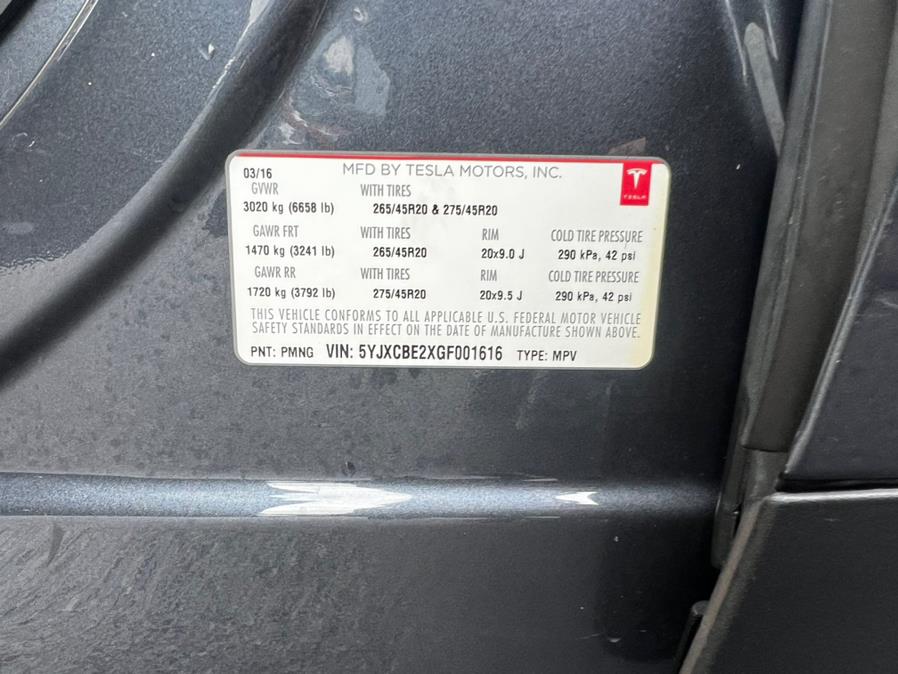 03/16 MFD BY TESLA MOTORS, INC.
TESLA
GVWR WITH TIRES
3020 kg (6658 lb) 265/45R20 & 275/45R20
GAWR FRT WITH TIRES RIM COLD TIRE PRESSURE
1470 kg (3241 lb) 265/45R20 20x9.0 J 290 kPa, 42 psi
GAWR RR WITH TIRES RIM COLD TIRE PRESSURE
1720 kg (3792 lb) 275/45R20 20x9.5 J 290 kPa, 42 psi
THIS VEHICLE CONFORMS TO ALL APPLICABLE U.S. FEDERAL MOTOR VEHICLE
SAFETY STANDARDS IN EFFECT ON THE DATE OF MANUFACTURE SHOWN ABOVE.
PNT: PMNG VIN: 5YJXCBE2XGF001616 TYPE: MPV